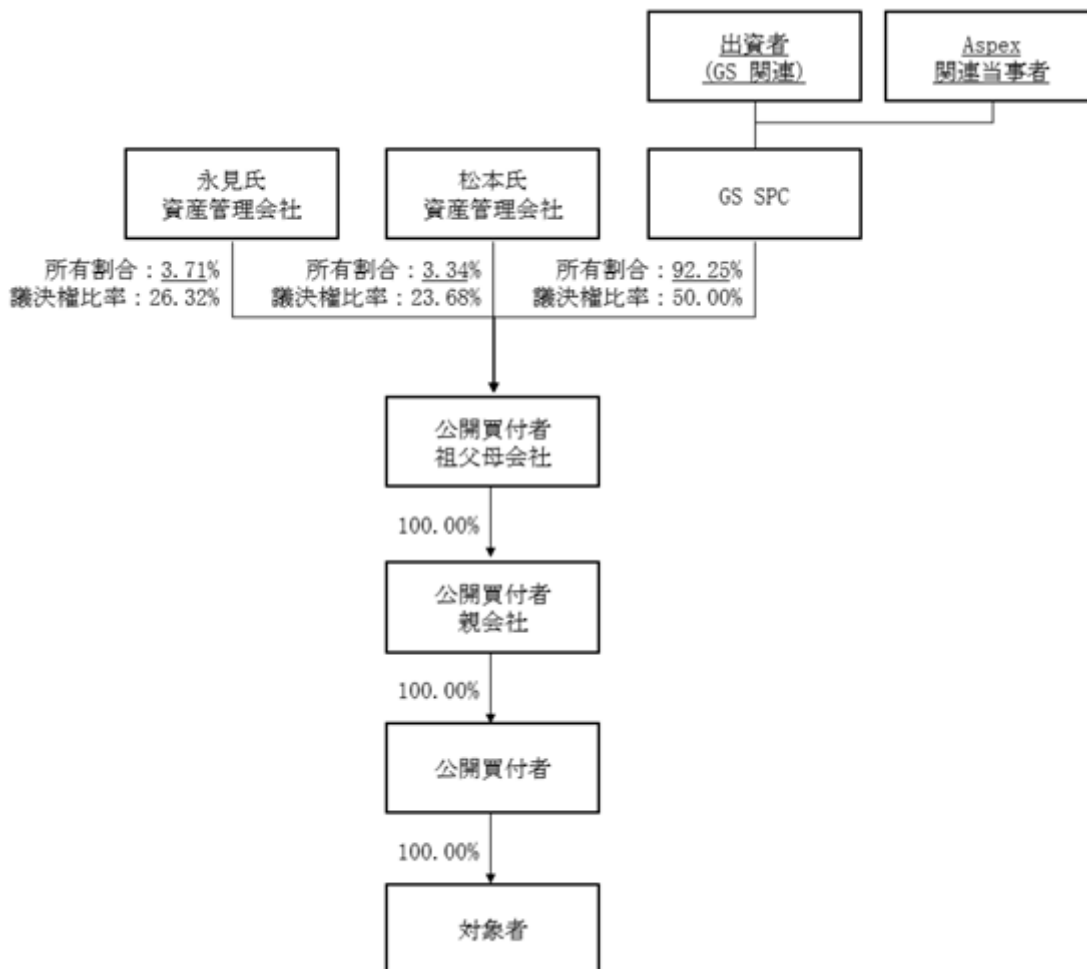 出資者
(GS 関連)
Aspex
関連当事者
永見氏
資産管理会社
松本氏
資産管理会社
GS SPC
所有割合：3.71%
議決権比率：26.32%
所有割合：3.34%
議決権比率：23.68%
所有割合：92.25%
議決権比率：50.00%
公開買付者
祖父母会社
100.00%
公開買付者
親会社
100.00%
公開買付者
100.00%
対象者